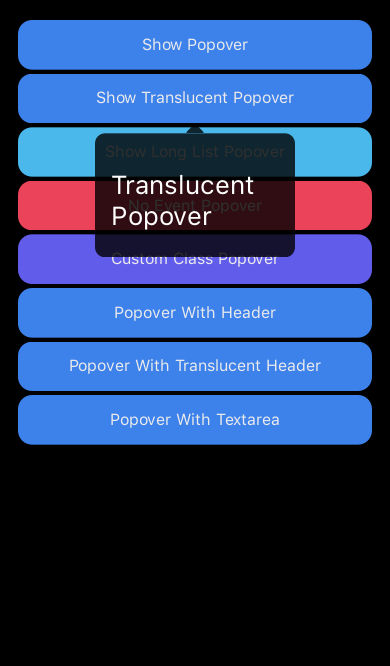 Show Popover
Show Translucent Popover
Show Long List Popover
Translucent
No Event Popover
Popover
Custom Class Popover
Popover With Header
Popover With Translucent Header
Popover With Textarea